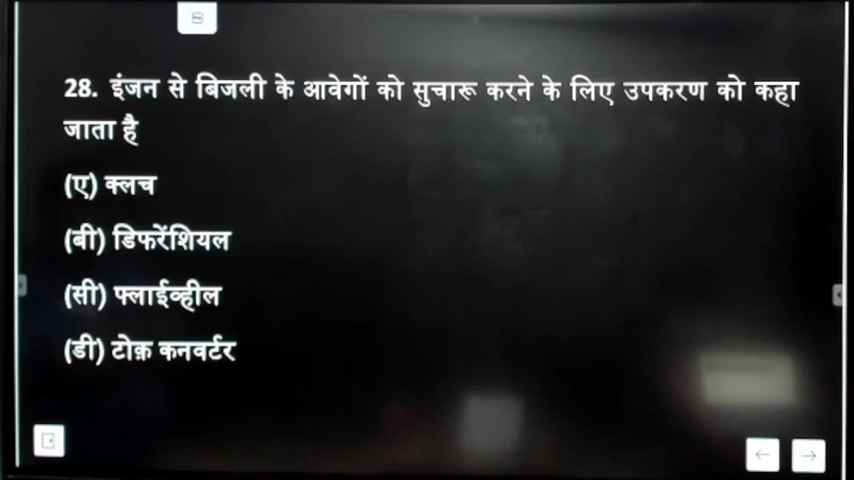 28. इंजन से बिजली के आवेगों को सुचारू करने के लिए उपकरण को कहा
जाता है
(ए) क्लच
(बी) डिफरेंशियल
(सी) फ्लाईव्हील
(डी) टोक़ कनवर्टर